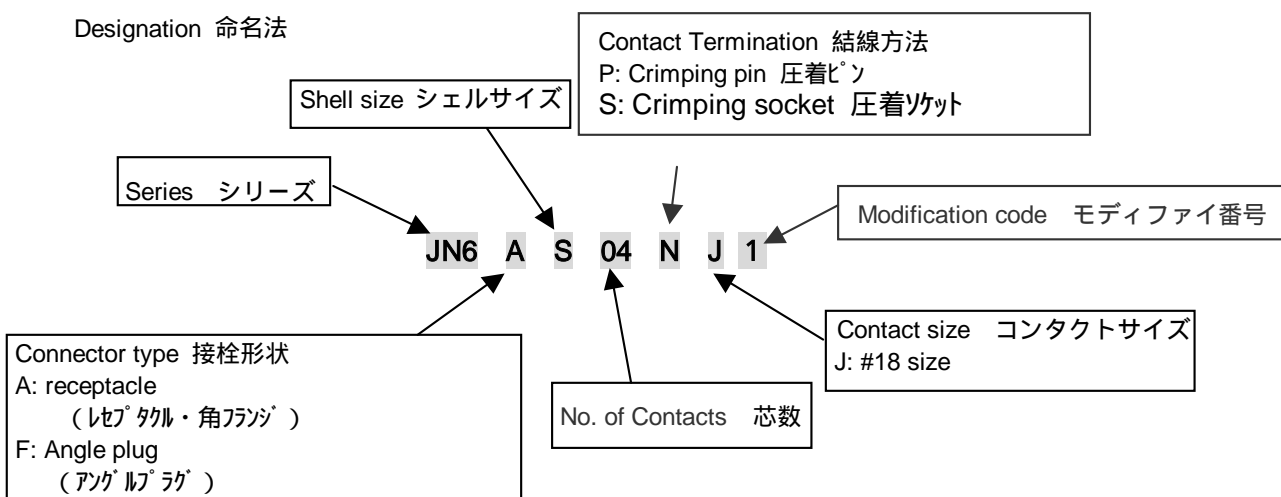 Designation 命名法
Contact Termination 結線方法
P: Crimping pin 圧着ﾋﾟﾝ
S: Crimping socket 圧着ｿｹｯﾄ
Shell size シェルサイズ
Series シリーズ
Modification code モディファイ番号
JN6 A S 04 N J 1
Connector type 接栓形状
A: receptacle
（ﾚｾﾌﾟﾀｸﾙ・角ﾌﾗﾝｼﾞ）
F: Angle plug
（ｱﾝｸﾞﾙﾌﾟﾗｸﾞ）
No. of Contacts 芯数
Contact size コンタクトサイズ
J: #18 size